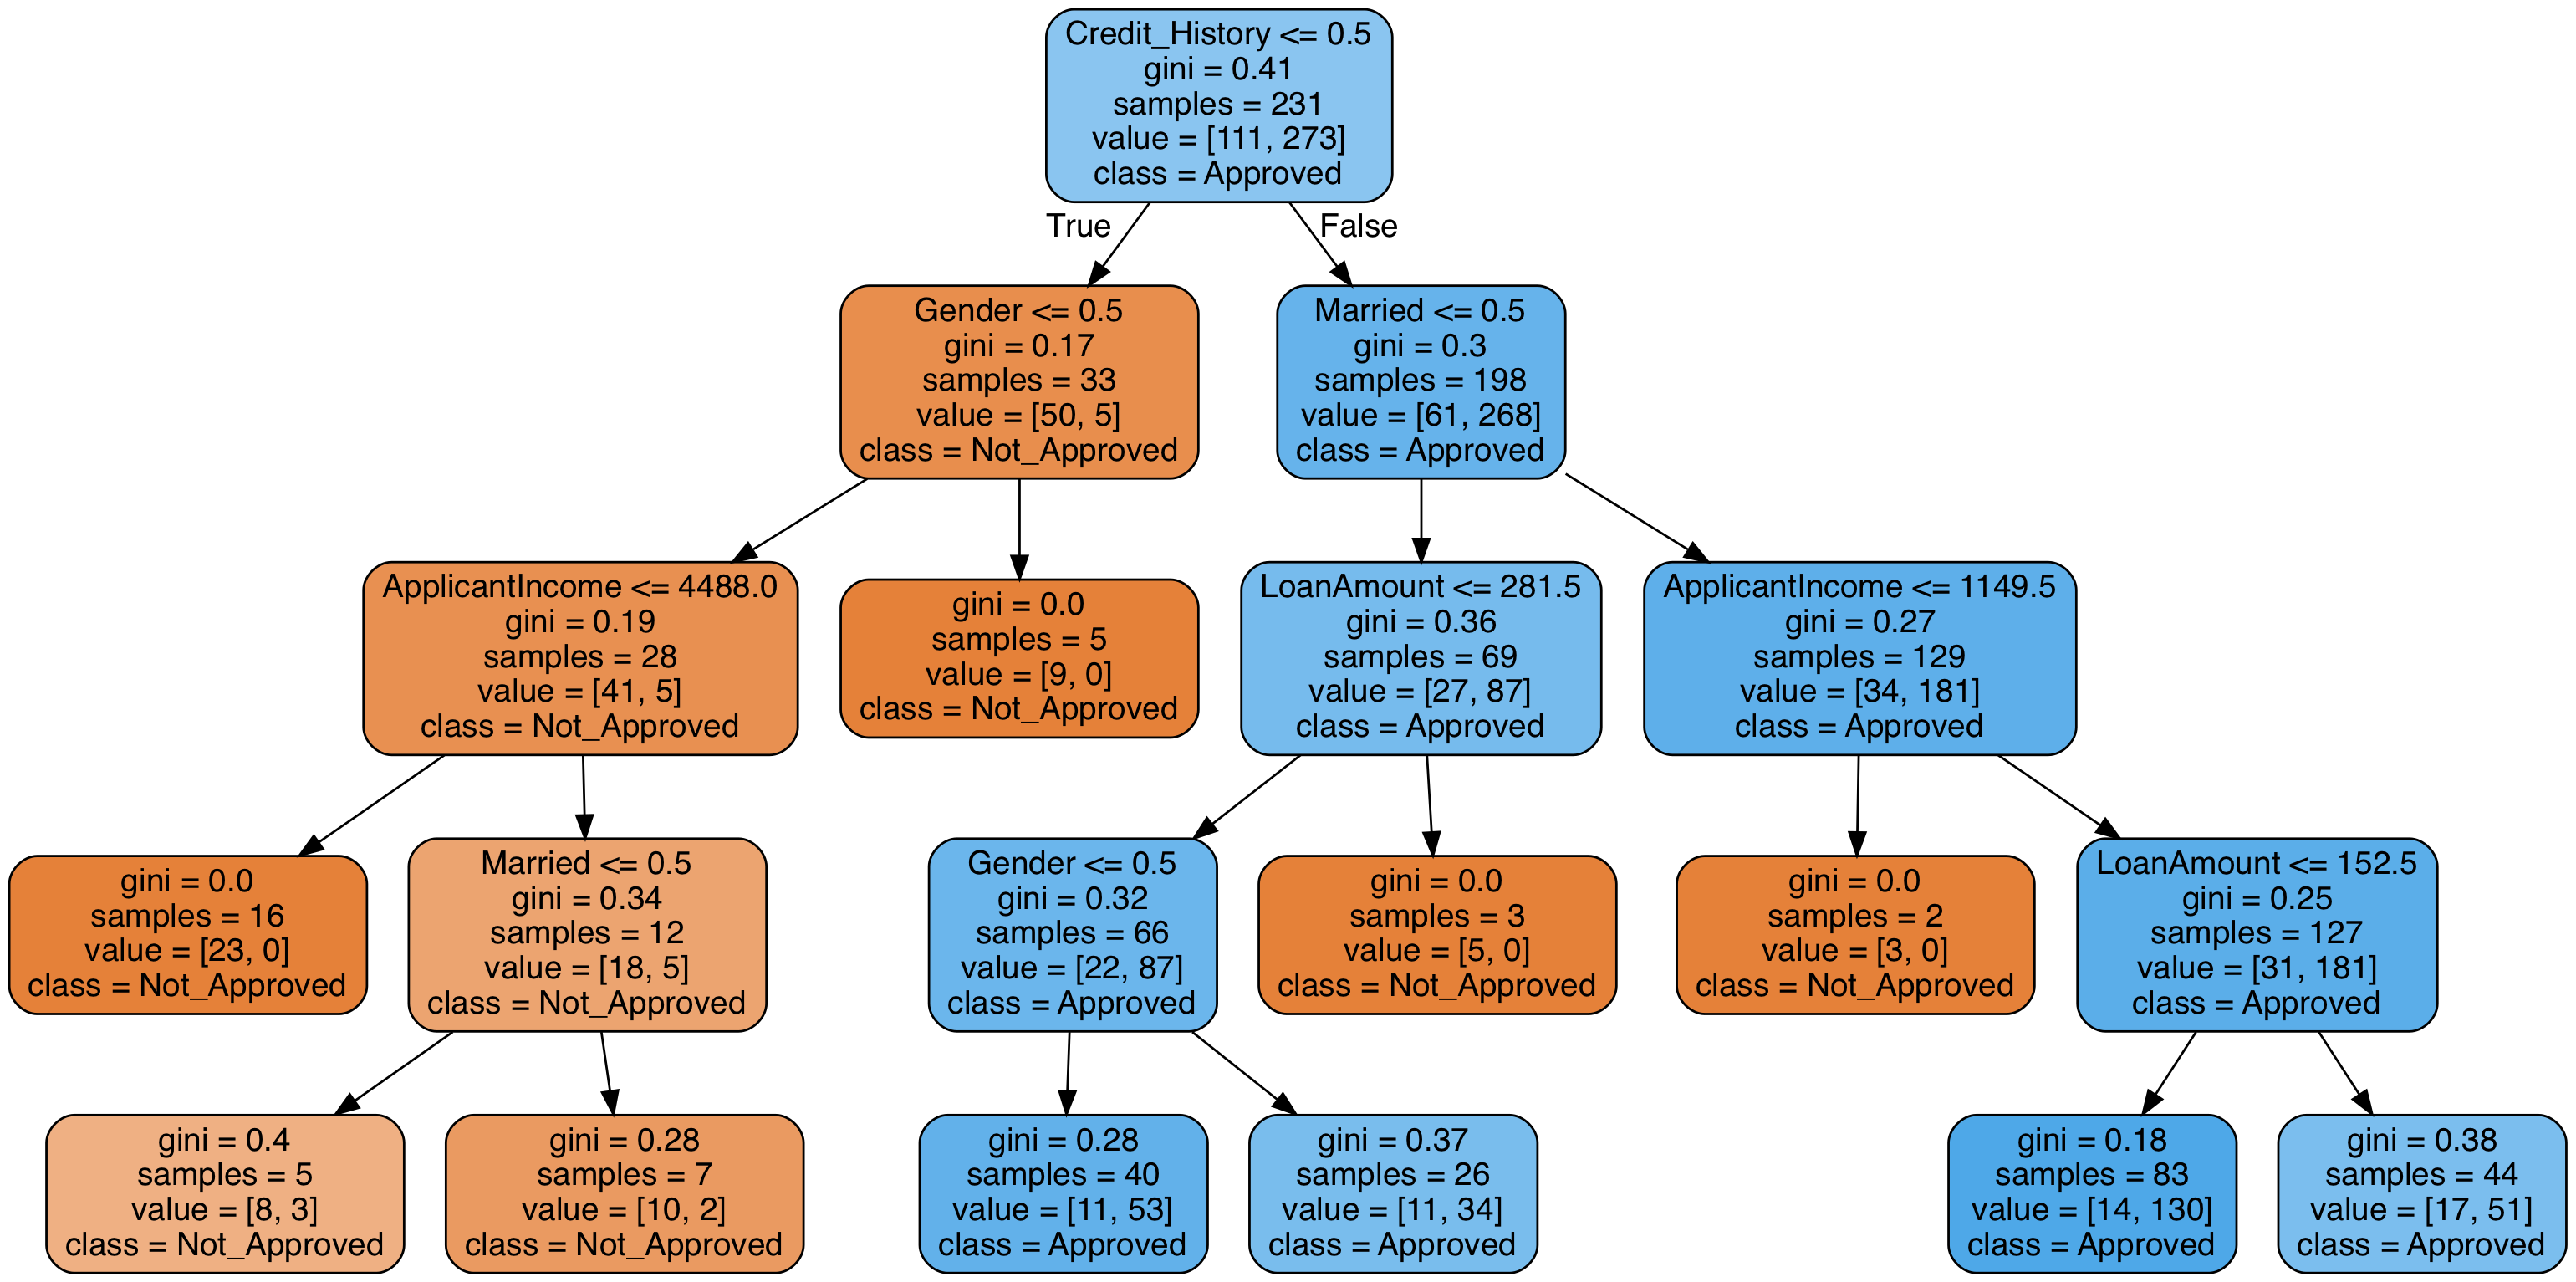 Credit_History <= 0.5
gini = 0.41
samples = 231
value = [111, 273]
class = Approved
True
False
Gender <= 0.5
gini = 0.17
samples = 33
value = [50, 5]
class = Not_Approved
Married <= 0.5
gini = 0.3
samples = 198
value = [61, 268]
class = Approved
ApplicantIncome <= 4488.0
gini = 0.19
samples = 28
value = [41, 5]
class = Not_Approved
gini = 0.0
samples = 5
value = [9, 0]
class = Not_Approved
LoanAmount <= 281.5
gini = 0.36
samples = 69
value = [27, 87]
class = Approved
ApplicantIncome <= 1149.5
gini = 0.27
samples = 129
value = [34, 181]
class = Approved
gini = 0.0
samples = 16
value = [23, 0]
class = Not_Approved
Married <= 0.5
gini = 0.34
samples = 12
value = [18, 5]
class = Not_Approved
Gender <= 0.5
gini = 0.32
samples = 66
value = [22, 87]
class = Approved
gini = 0.0
samples = 3
value = [5, 0]
class = Not_Approved
gini = 0.0
samples = 2
value = [3, 0]
class = Not_Approved
LoanAmount <= 152.5
gini = 0.25
samples = 127
value = [31, 181]
class = Approved
gini = 0.4
samples = 5
value = [8, 3]
class = Not_Approved
gini = 0.28
samples = 7
value = [10, 2]
class = Not_Approved
gini = 0.28
samples = 40
value = [11, 53]
class = Approved
gini = 0.37
samples = 26
value = [11, 34]
class = Approved
gini = 0.18
samples = 83
value = [14, 130]
class = Approved
gini = 0.38
samples = 44
value = [17, 51]
class = Approved